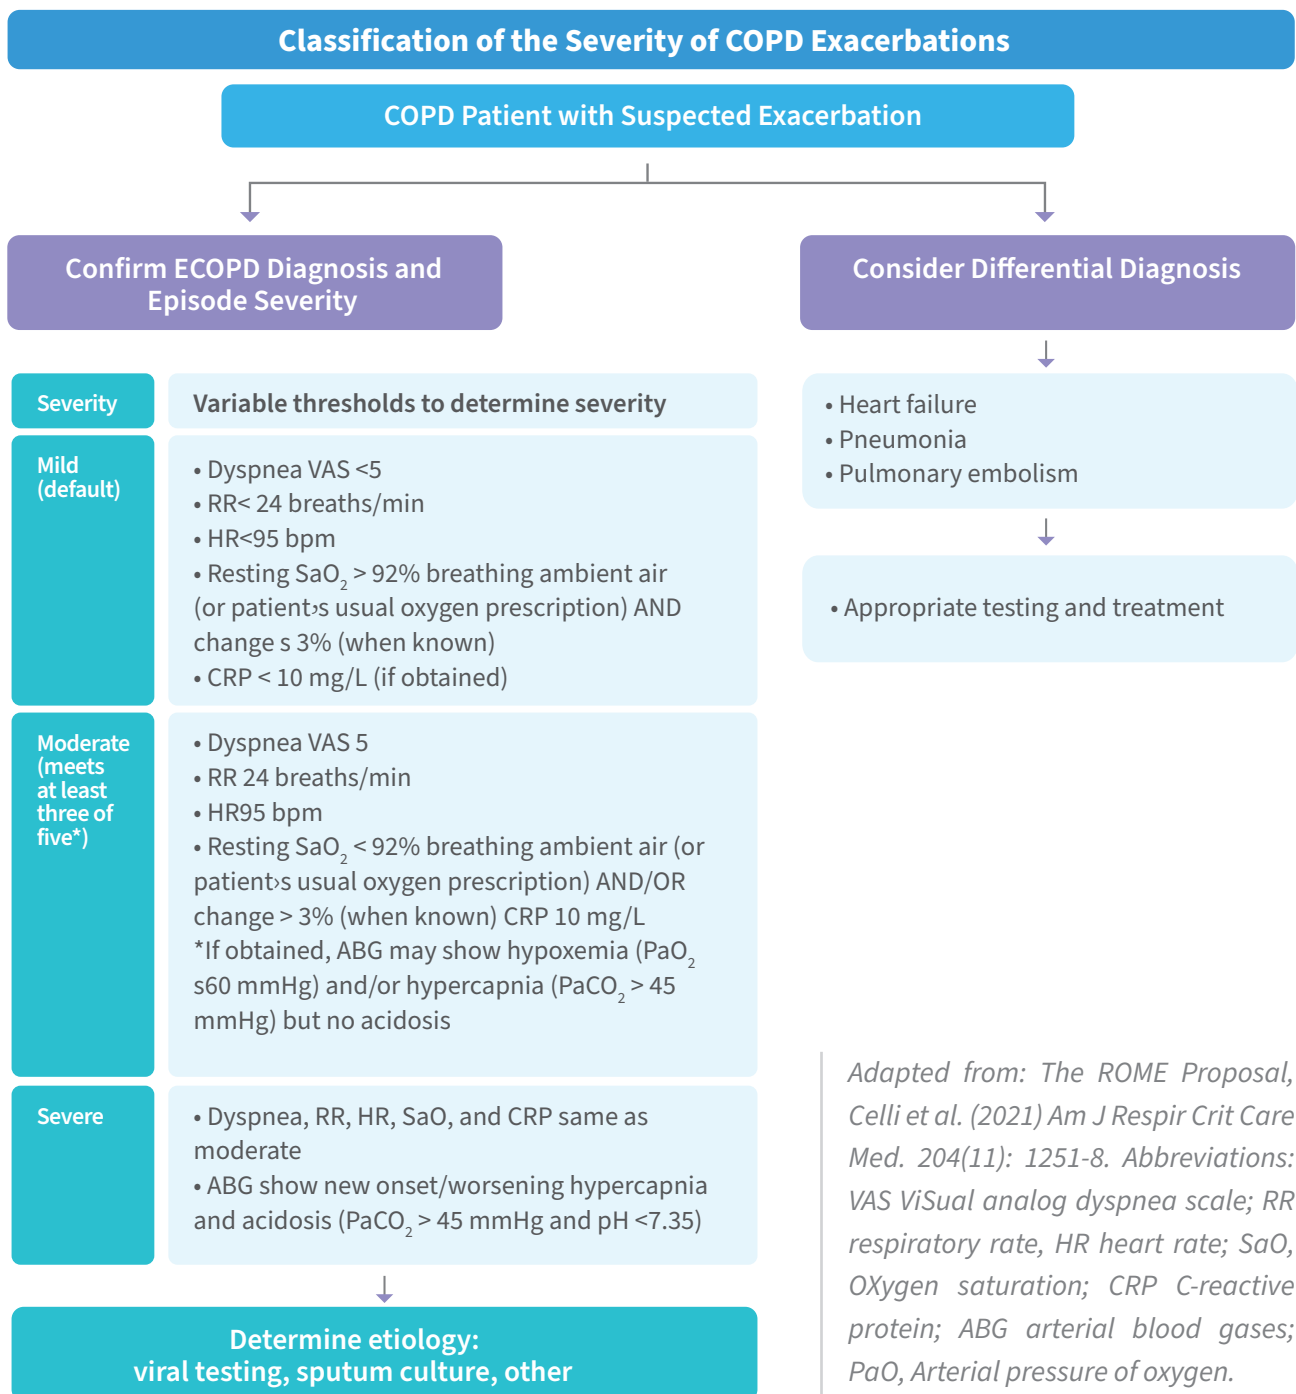 Classification of the Severity of COPD Exacerbations
COPD Patient with Suspected Exacerbation
Confirm ECOPD Diagnosis and
Episode Severity
Severity
Variable thresholds to determine severity
Mild
(default)
• Dyspnea VAS <5
• RR< 24 breaths/min
• HR<95 bpm
• Resting SaO₂ > 92% breathing ambient air
(or patient›s usual oxygen prescription) AND
change s 3% (when known)
• CRP < 10 mg/L (if obtained)
Moderate
(meets
at least
three of
five*)
• Dyspnea VAS 5
• RR 24 breaths/min
• HR95 bpm
• Resting SaO₂ < 92% breathing ambient air (or
patient›s usual oxygen prescription) AND/OR
change > 3% (when known) CRP 10 mg/L
*If obtained, ABG may show hypoxemia (PaO₂
s60 mmHg) and/or hypercapnia (PaCO₂ > 45
mmHg) but no acidosis
Severe
• Dyspnea, RR, HR, SaO, and CRP same as
moderate
• ABG show new onset/worsening hypercapnia
and acidosis (PaCO₂ > 45 mmHg and pH <7.35)
Determine etiology:
viral testing, sputum culture, other
Consider Differential Diagnosis
• Heart failure
• Pneumonia
• Pulmonary embolism
• Appropriate testing and treatment
Adapted from: The ROME Proposal,
Celli et al. (2021) Am J Respir Crit Care
Med. 204(11): 1251-8. Abbreviations:
VAS ViSual analog dyspnea scale; RR
respiratory rate, HR heart rate; SaO,
OXygen saturation; CRP C-reactive
protein; ABG arterial blood gases;
PaO, Arterial pressure of oxygen.